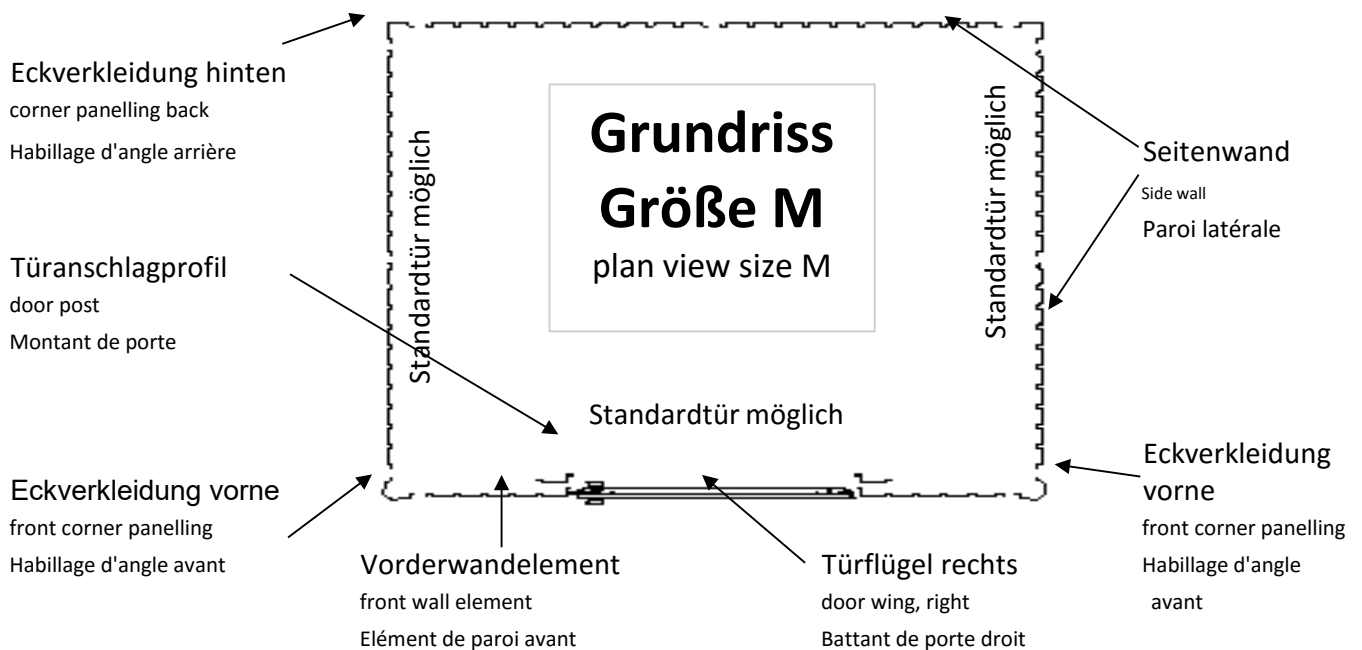 Eckverkleidung hinten
corner panelling back
Habillage d'angle arrière
Standardtür möglich
Grundriss
Größe M
plan view size M
Standardtür möglich
Seitenwand
Side wall
Paroi latérale
Türanschlagprofil
door post
Montant de porte
Standardtür möglich
Eckverkleidung vorne
front corner panelling
Habillage d'angle avant
Vorderwandelement
front wall element
Elément de paroi avant
Türflügel rechts
door wing, right
Battant de porte droit
Eckverkleidung
vorne
front corner panelling
Habillage d'angle
avant